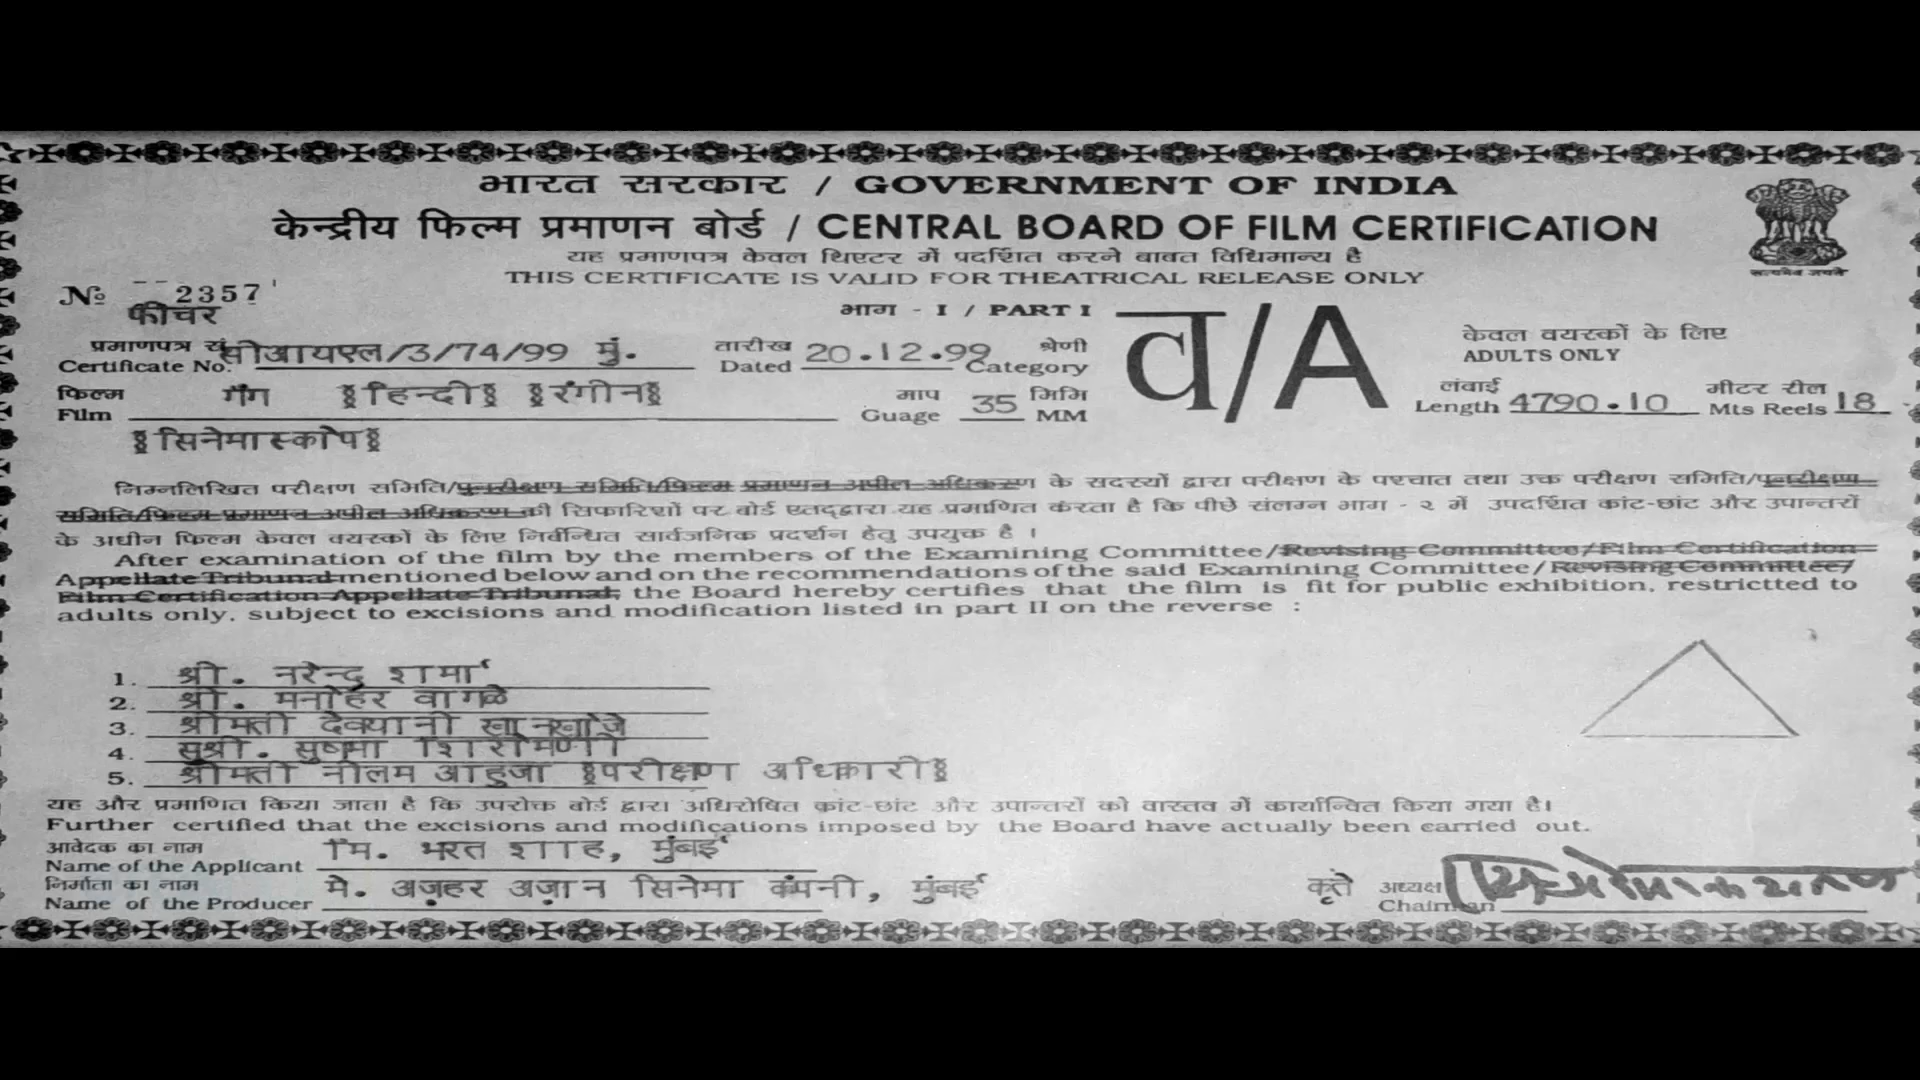 भारत सरकार / GOVERNMENT OF INDIA
केन्द्रीय फिल्म प्रमाणन बोर्ड / CENTRAL BOARD OF FILM CERTIFICATION
यह प्रमाणपत्र केवल थिएटर में प्रदर्शित करने बाबत विधिमान्य है
THIS CERTIFICATE IS VALID FOR THEATRICAL RELEASE ONLY
सत्यमेव जयते
№ 2357
फीचर
भाग - I / PART I
व/A
केवल वयस्कों के लिए
ADULTS ONLY
प्रमाणपत्र सं. सीआयएल/3/74/99 मुं. तारीख 20.12.99 श्रेणी
Certificate No. Dated Category
फिल्म गैंग (हिन्दी) (रंगीन) माप 35 मिमि
Film Guage MM
लंबाई 4790.10 मीटर रील 18
Length Mts Reels
(सिनेमास्कोप)
निम्नलिखित परीक्षण समिति/पुनरीक्षण समिति/फिल्म प्रमाणन अपील अधिकरण के सदस्यों द्वारा परीक्षण के पश्चात तथा उक्त परीक्षण समिति/पुनरीक्षण
समिति/फिल्म प्रमाणन अपील अधिकरण की सिफारिशों पर बोर्ड एतद्द्वारा यह प्रमाणित करता है कि पीछे संलग्न भाग - २ में उपदर्शित कांट-छांट और उपान्तरों
के अधीन फिल्म केवल वयस्कों के लिए निर्बन्धित सार्वजनिक प्रदर्शन हेतु उपयुक्त है ।
After examination of the film by the members of the Examining Committee/Revising Committee/Film Certification
Appellate Tribunal mentioned below and on the recommendations of the said Examining Committee/Revising Committee/
Film Certification Appellate Tribunal, the Board hereby certifies that the film is fit for public exhibition, restrictted to
adults only, subject to excisions and modification listed in part II on the reverse :
1. श्री. नरेन्द्र शर्मा
2. श्री. मनोहर वागळे
3. श्रीमती देवयानी खानखोजे
4. सुश्री. सुषमा शिरोमणी
5. श्रीमती नीलम आहुजा (परीक्षण अधिकारी)
यह और प्रमाणित किया जाता है कि उपरोक्त बोर्ड द्वारा अधिरोपित कांट-छांट और उपान्तरों को वास्तव में कार्यान्वित किया गया है।
Further certified that the excisions and modifications imposed by the Board have actually been carried out.
आवेदक का नाम मि. भरत शाह, मुंबई
Name of the Applicant
निर्माता का नाम मे. अज़हर अज़ान सिनेमा कंपनी, मुंबई
Name of the Producer
कृते अध्यक्ष
Chairman